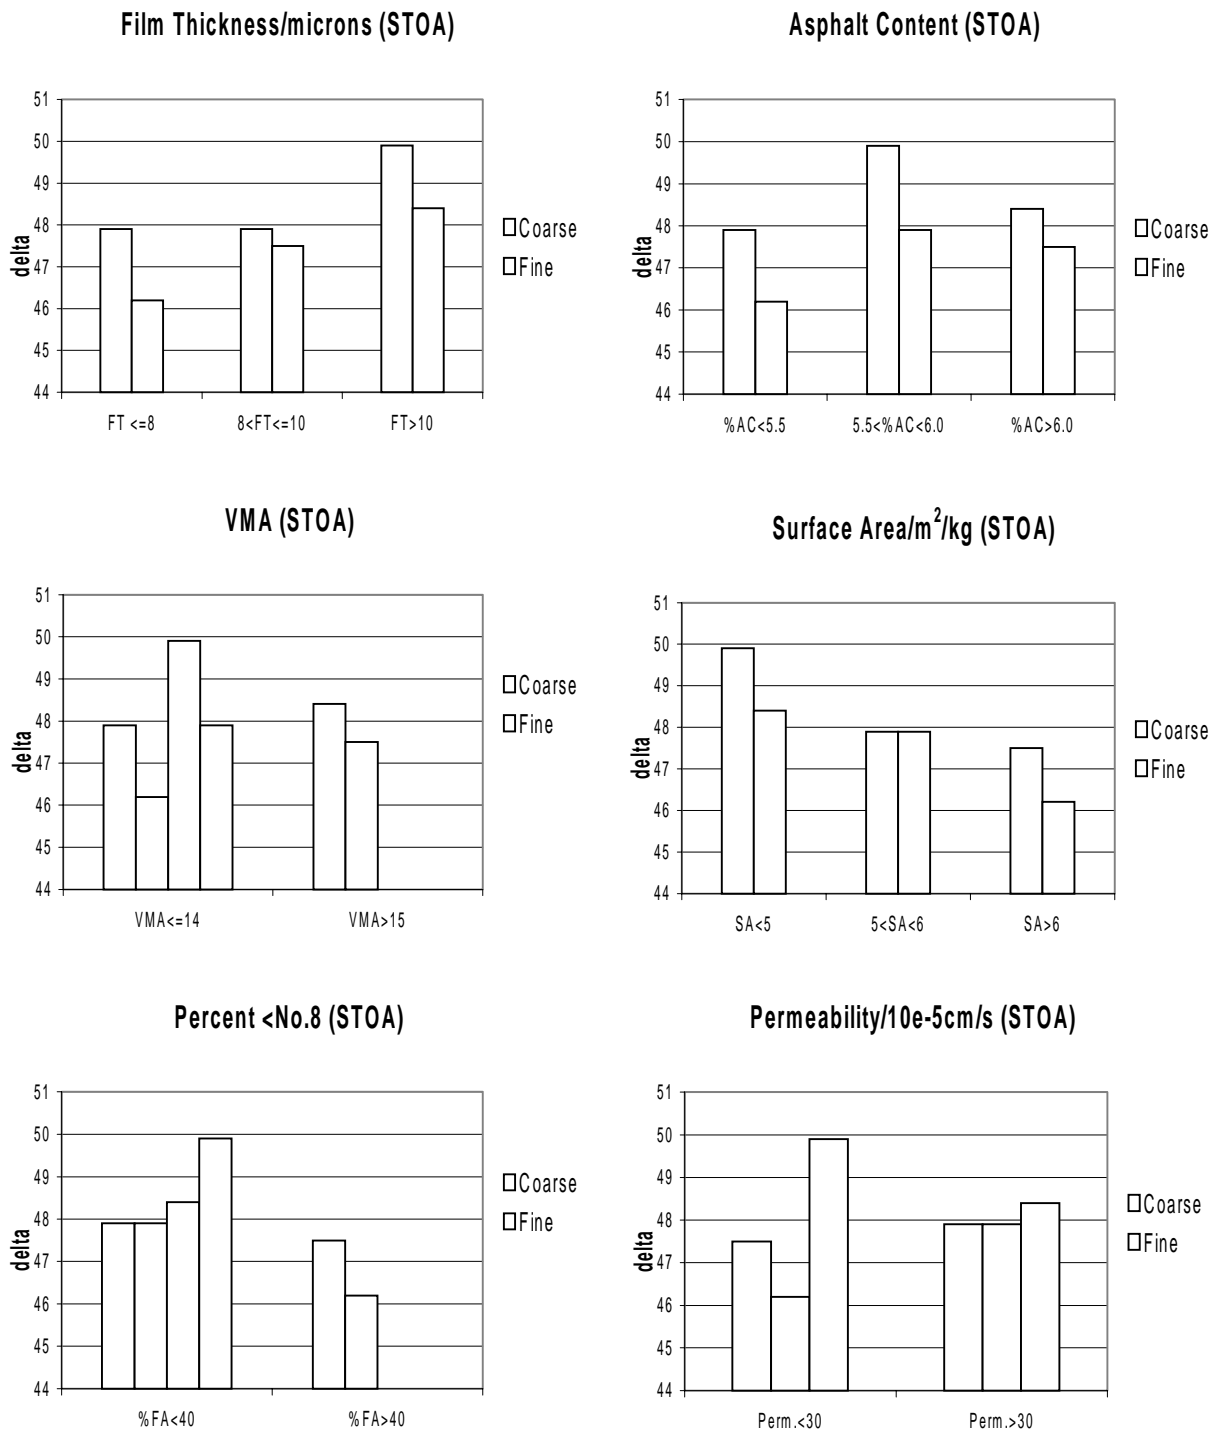 Film Thickness/microns (STOA)
51
50
49
48
47
46
45
44
delta
FT <=8 8<FT<=10 FT>10
Coarse
Fine
Asphalt Content (STOA)
51
50
49
48
47
46
45
44
delta
%AC<5.5 5.5<%AC<6.0 %AC>6.0
Coarse
Fine
VMA (STOA)
51
50
49
48
47
46
45
44
delta
VMA<=14 VMA>15
Coarse
Fine
Surface Area/m²/kg (STOA)
51
50
49
48
47
46
45
44
delta
SA<5 5<SA<6 SA>6
Coarse
Fine
Percent <No.8 (STOA)
51
50
49
48
47
46
45
44
delta
%FA<40 %FA>40
Coarse
Fine
Permeability/10e-5cm/s (STOA)
51
50
49
48
47
46
45
44
delta
Perm.<30 Perm.>30
Coarse
Fine